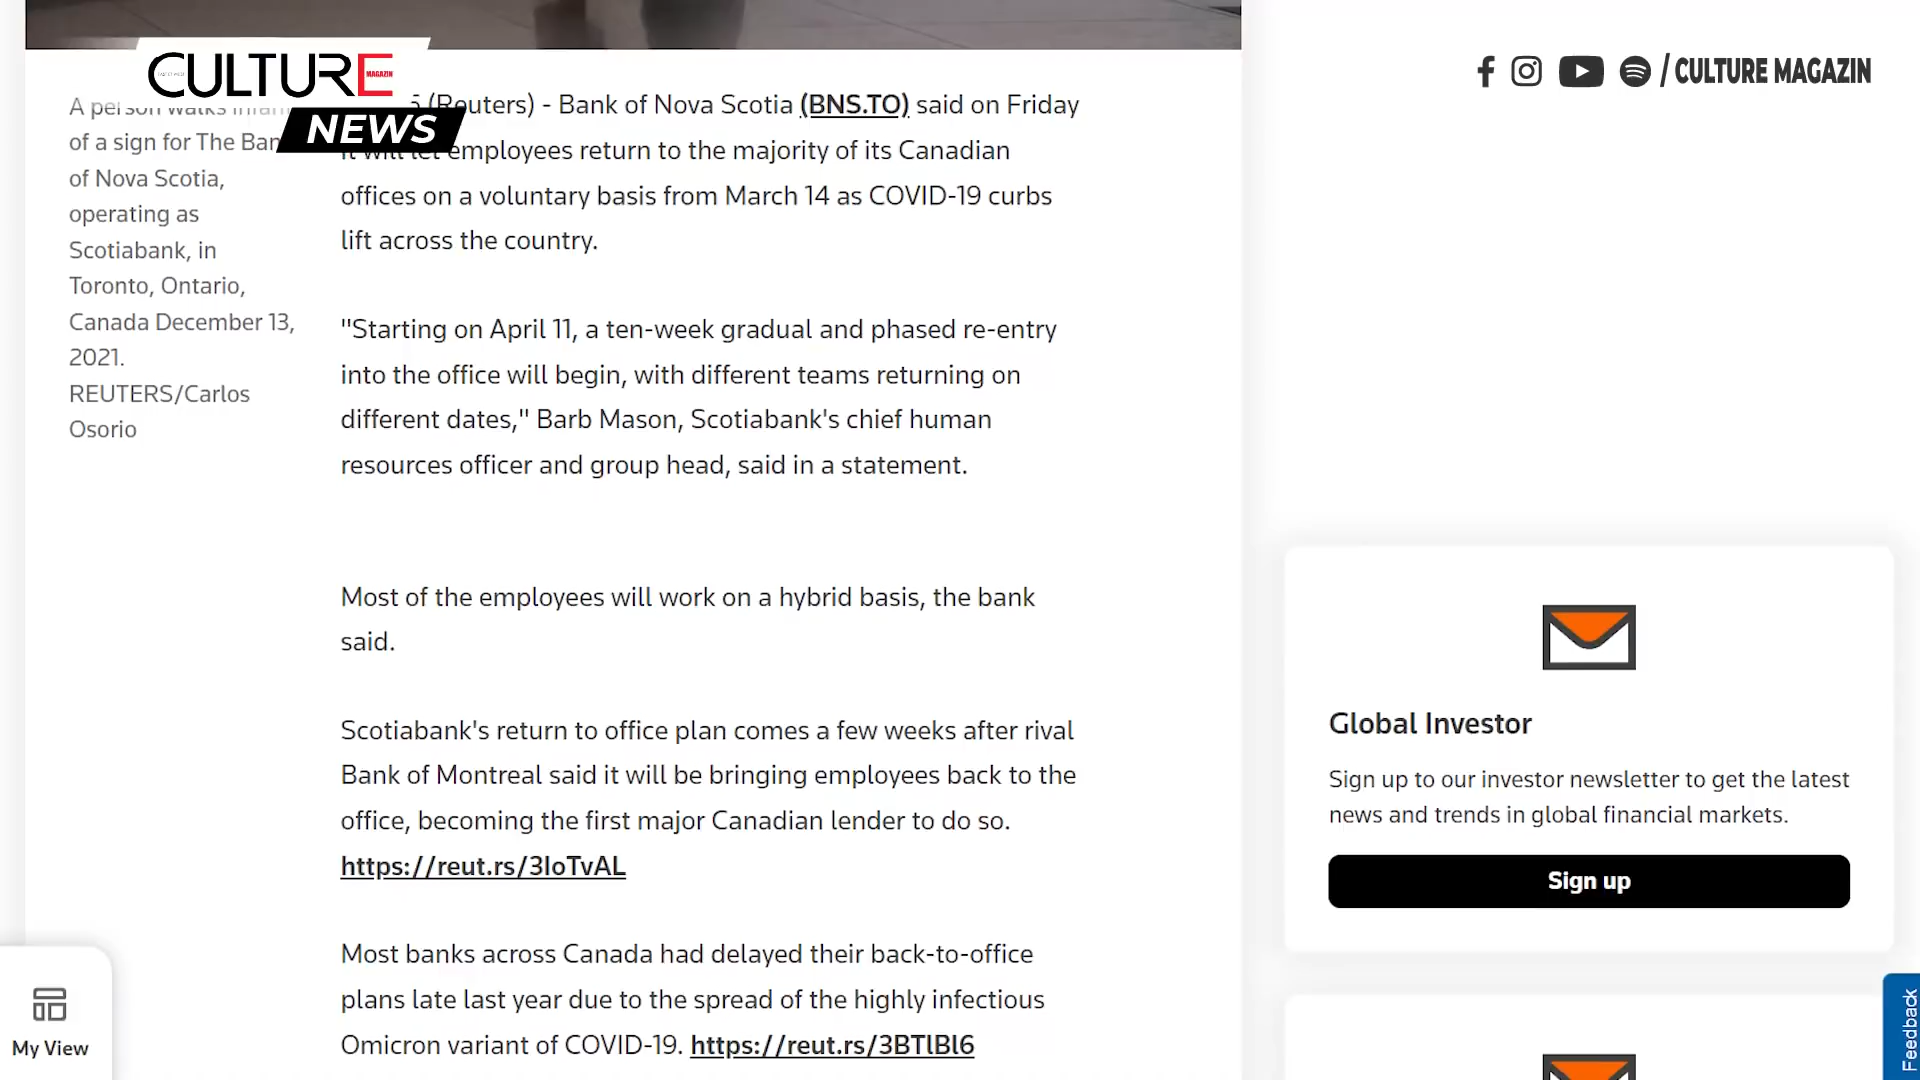 CULTURE
MAGAZIN
NEWS
/ CULTURE MAGAZIN
A person walks
of a sign for The
of Nova Scotia,
operating as
Scotiabank, in
Toronto, Ontario,
Canada December 13,
2021.
REUTERS/Carlos
Osorio
(Reuters) - Bank of Nova Scotia (BNS.TO) said on Friday
it will let employees return to the majority of its Canadian
offices on a voluntary basis from March 14 as COVID-19 curbs
lift across the country.
"Starting on April 11, a ten-week gradual and phased re-entry
into the office will begin, with different teams returning on
different dates," Barb Mason, Scotiabank's chief human
resources officer and group head, said in a statement.
Most of the employees will work on a hybrid basis, the bank
said.
Scotiabank's return to office plan comes a few weeks after rival
Bank of Montreal said it will be bringing employees back to the
office, becoming the first major Canadian lender to do so.
https://reut.rs/3IoTvAL
Most banks across Canada had delayed their back-to-office
plans late last year due to the spread of the highly infectious
Omicron variant of COVID-19. https://reut.rs/3BTlBl6
Global Investor
Sign up to our investor newsletter to get the latest
news and trends in global financial markets.
Sign up
My View
Feedback